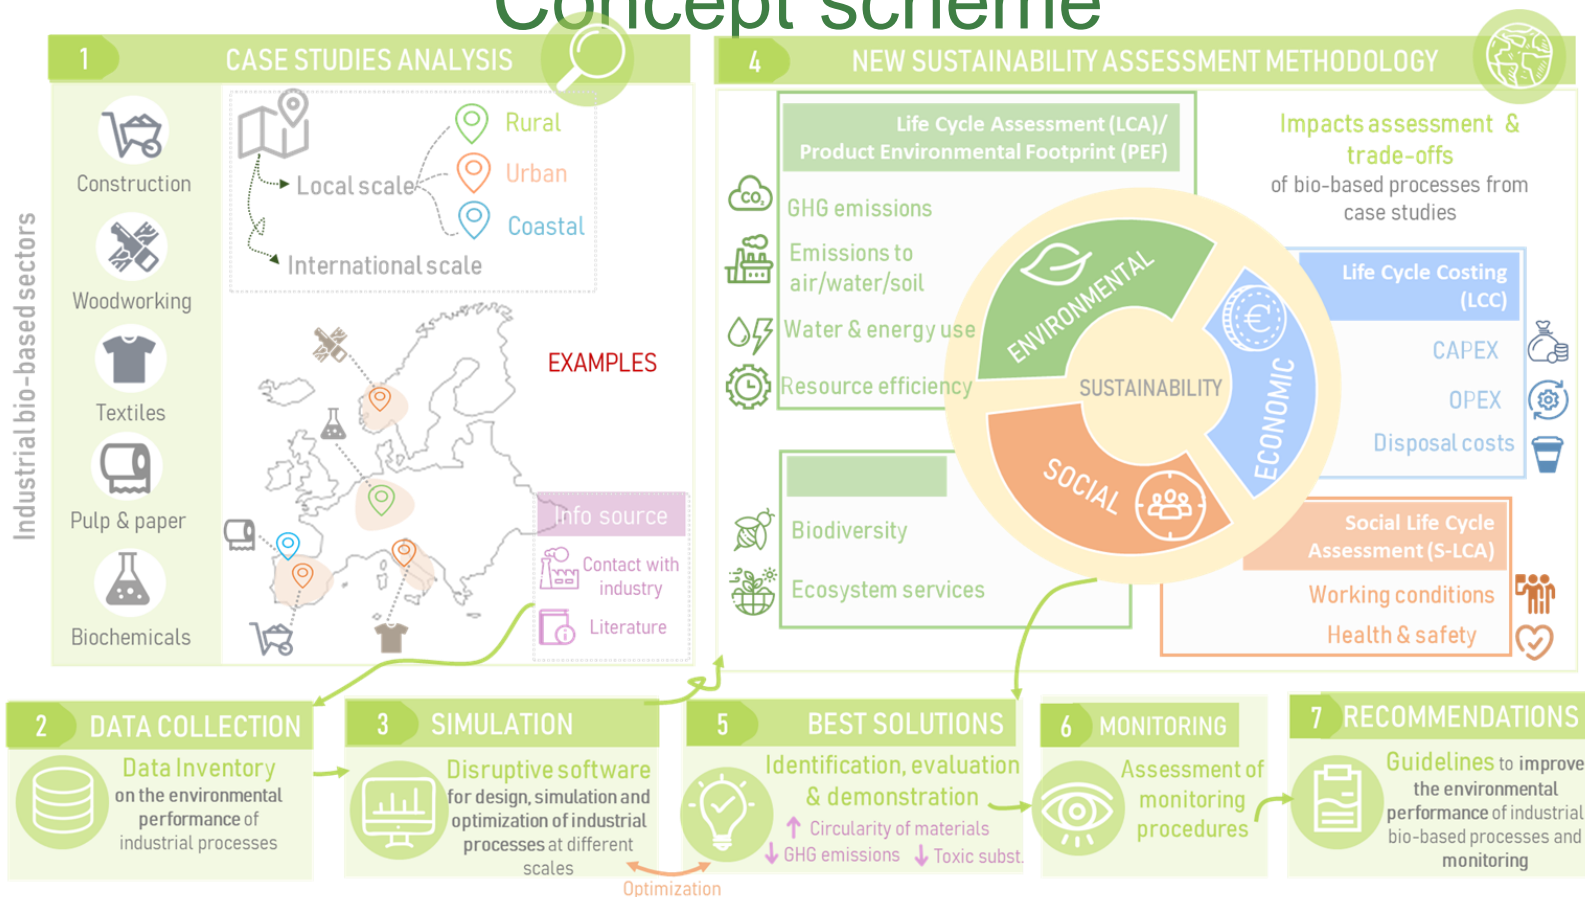 Concept scheme
1
CASE STUDIES ANALYSIS
Industrial bio-based sectors
Construction
Woodworking
Textiles
Pulp & paper
Biochemicals
Local scale
International scale
Rural
Urban
Coastal
EXAMPLES
Info source
Contact with
industry
Literature
4
NEW SUSTAINABILITY ASSESSMENT METHODOLOGY
Life Cycle Assessment (LCA)/
Product Environmental Footprint (PEF)
CO₂
GHG emissions
Emissions to
air/water/soil
Water & energy use
Resource efficiency
Biodiversity
Ecosystem services
SUSTAINABILITY
ENVIRONMENTAL
ECONOMIC
€
SOCIAL
Impacts assessment &
trade-offs
of bio-based processes from
case studies
Life Cycle Costing
(LCC)
CAPEX
OPEX
Disposal costs
Social Life Cycle
Assessment (S-LCA)
Working conditions
Health & safety
2
DATA COLLECTION
Data Inventory
on the environmental
performance of
industrial processes
3
SIMULATION
Disruptive software
for design, simulation and
optimization of industrial
processes at different
scales
Optimization
5
BEST SOLUTIONS
Identification, evaluation
& demonstration
↑ Circularity of materials
↓ GHG emissions ↓ Toxic subst.
6
MONITORING
Assessment of
monitoring
procedures
7
RECOMMENDATIONS
Guidelines to improve
the environmental
performance of industrial
bio-based processes and
monitoring